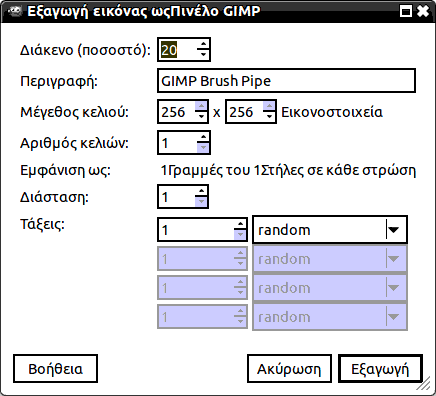 Εξαγωγή εικόνας ωςΠινέλο GIMP
Διάκενο (ποσοστό): 20
Περιγραφή: GIMP Brush Pipe
Μέγεθος κελιού: 256 x 256 Εικονοστοιχεία
Αριθμός κελιών: 1
Εμφάνιση ως: 1Γραμμές του 1Στήλες σε κάθε στρώση
Διάσταση: 1
Τάξεις: 1 random
1 random
1 random
1 random
Βοήθεια Ακύρωση Εξαγωγή